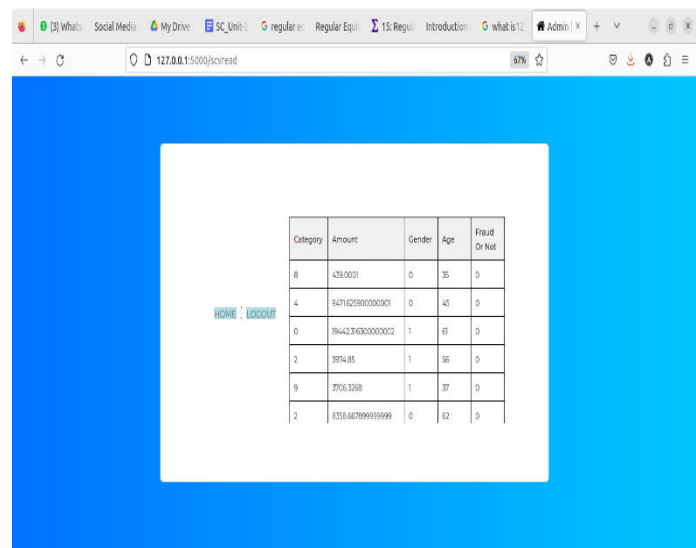 (3) Whats Social Media My Drive - SC_Unit-2 regular ec Regular Equi 15: Regul Introduction what is 12 Admin |
127.0.0.1:5000/scvread 67%
Category Amount Gender Age Fraud Or Not
8 439.0001 0 35 0
4 9471.625900000001 0 45 0
HOME LOGOUT
0 19442.316300000002 1 61 0
2 3974.85 1 56 0
9 3706.3268 1 37 0
2 8358.667899999999 0 62 0